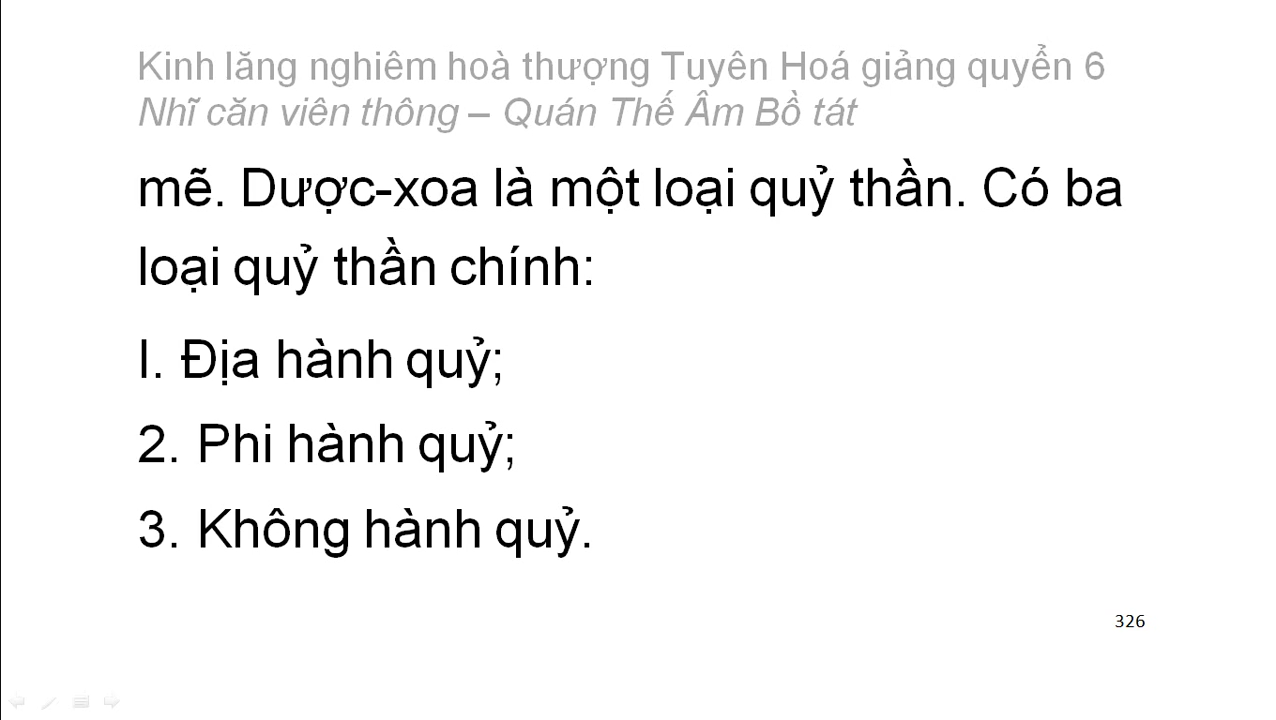 Kinh lăng nghiêm hoà thượng Tuyên Hoá giảng quyển 6
Nhĩ căn viên thông – Quán Thế Âm Bồ tát
mẽ. Dược-xoa là một loại quỷ thần. Có ba
loại quỷ thần chính:
I. Địa hành quỷ;
2. Phi hành quỷ;
3. Không hành quỷ.
326